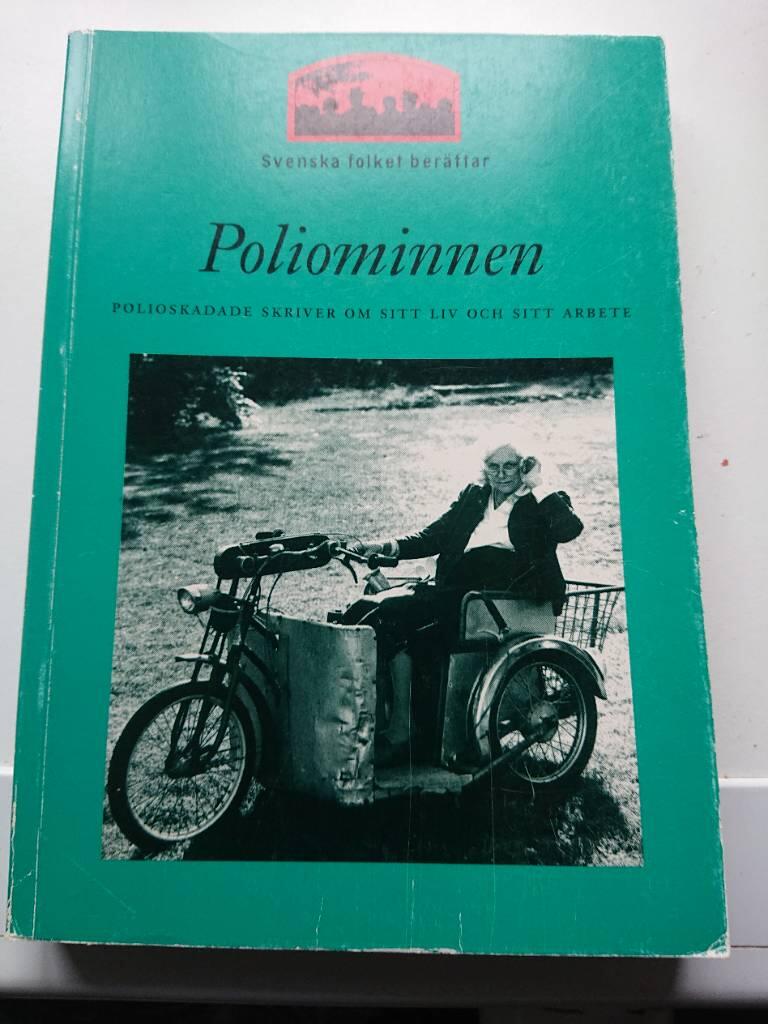 Svenska folket berättar
Poliominnen
POLIOSKADADE SKRIVER OM SITT LIV OCH SITT ARBETE